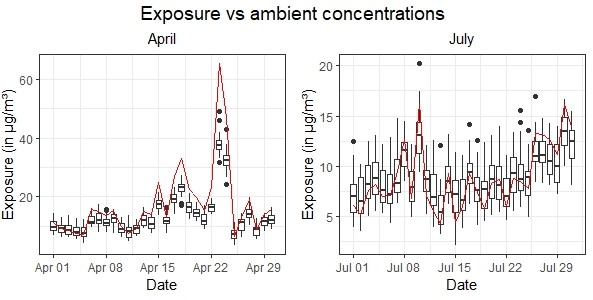 Exposure vs ambient concentrations
April
July
Exposure (in μg/m³)
60
40
20
Apr 01
Apr 08
Apr 15
Apr 22
Apr 29
Date
Exposure (in μg/m³)
20
15
10
5
Jul 01
Jul 08
Jul 15
Jul 22
Jul 29
Date